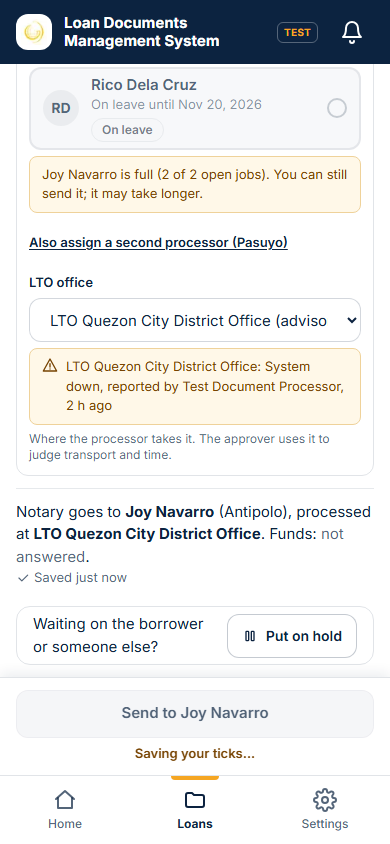 Loan Documents
Management System
TEST
Rico Dela Cruz
RD
On leave until Nov 20, 2026
On leave
Joy Navarro is full (2 of 2 open jobs). You can still
send it; it may take longer.
Also assign a second processor (Pasuyo)
LTO office
LTO Quezon City District Office (adviso
LTO Quezon City District Office: System
down, reported by Test Document Processor,
2 h ago
Where the processor takes it. The approver uses it to
judge transport and time.
Notary goes to Joy Navarro (Antipolo), processed
at LTO Quezon City District Office. Funds: not
answered.
✓ Saved just now
Waiting on the borrower
or someone else?
Put on hold
Send to Joy Navarro
Saving your ticks...
Home
Loans
Settings